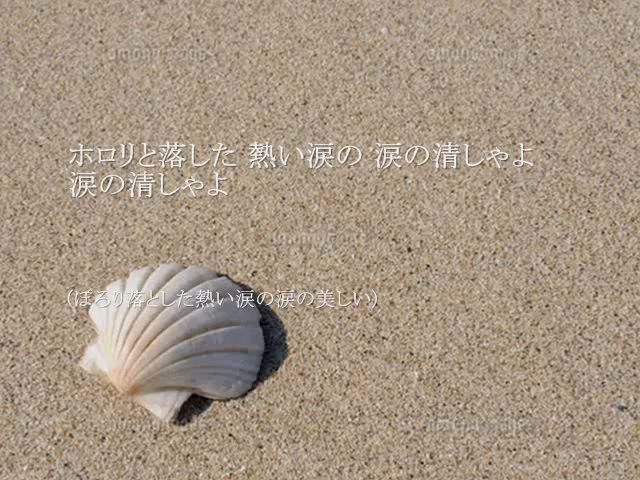 ホロリと落した 熱い涙の 涙の清しゃよ
涙の清しゃよ
(ぽろり落とした熱い涙の涙の美しい)